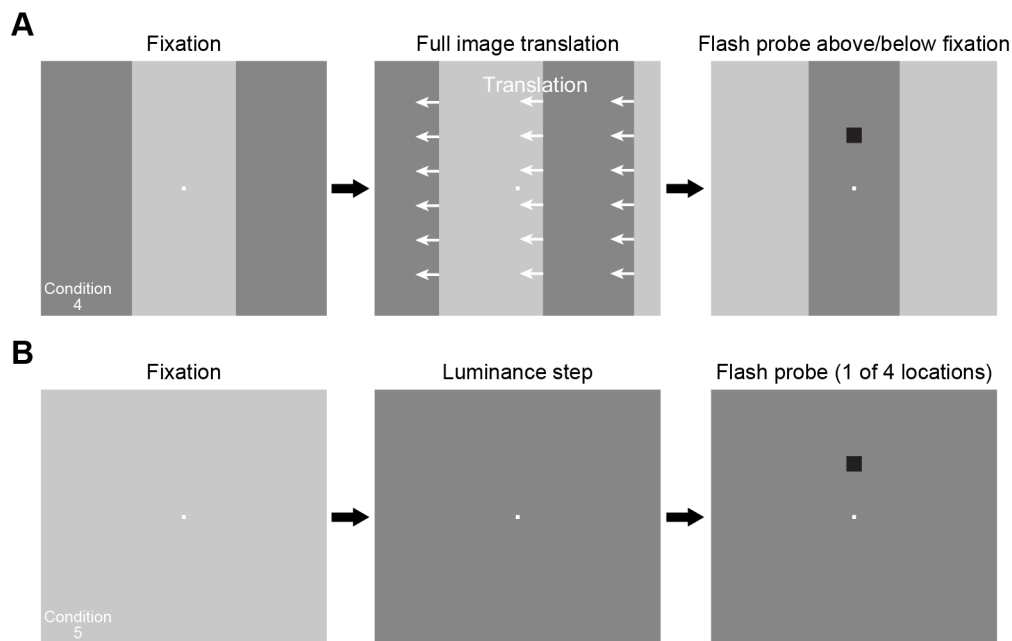 A
Fixation
Full image translation
Flash probe above/below fixation
Translation
Condition
4
B
Fixation
Luminance step
Flash probe (1 of 4 locations)
Condition
5